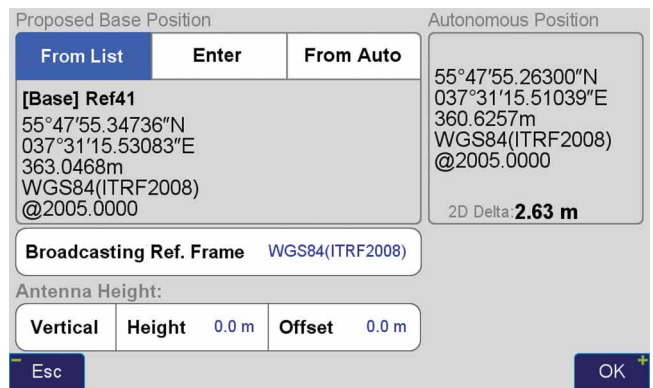 Proposed Base Position
From List Enter From Auto
[Base] Ref41
55°47′55.34736″N
037°31′15.53083″E
363.0468m
WGS84(ITRF2008)
@2005.0000
Autonomous Position
55°47′55.26300″N
037°31′15.51039″E
360.6257m
WGS84(ITRF2008)
@2005.0000
2D Delta:2.63 m
Broadcasting Ref. Frame WGS84(ITRF2008)
Antenna Height:
Vertical Height 0.0 m Offset 0.0 m
− Esc
OK +